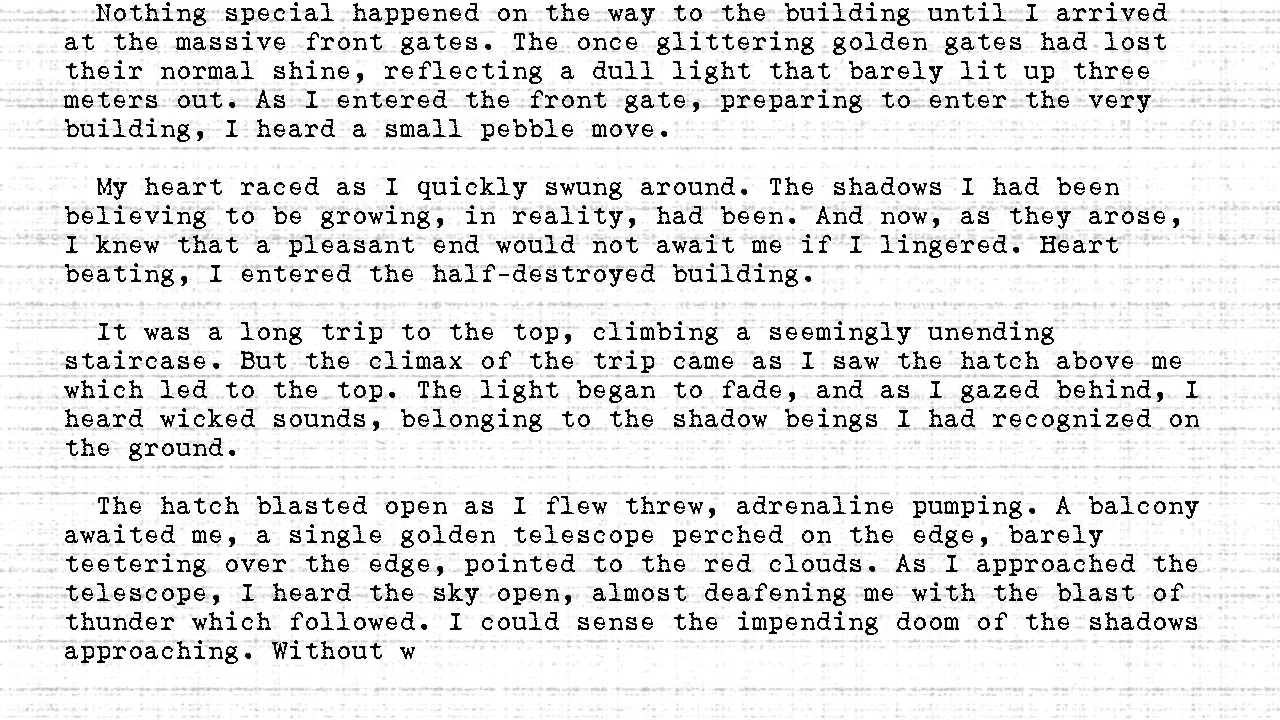 Nothing special happened on the way to the building until I arrived
at the massive front gates. The once glittering golden gates had lost
their normal shine, reflecting a dull light that barely lit up three
meters out. As I entered the front gate, preparing to enter the very
building, I heard a small pebble move.
My heart raced as I quickly swung around. The shadows I had been
believing to be growing, in reality, had been. And now, as they arose,
I knew that a pleasant end would not await me if I lingered. Heart
beating, I entered the half-destroyed building.
It was a long trip to the top, climbing a seemingly unending
staircase. But the climax of the trip came as I saw the hatch above me
which led to the top. The light began to fade, and as I gazed behind, I
heard wicked sounds, belonging to the shadow beings I had recognized on
the ground.
The hatch blasted open as I flew threw, adrenaline pumping. A balcony
awaited me, a single golden telescope perched on the edge, barely
teetering over the edge, pointed to the red clouds. As I approached the
telescope, I heard the sky open, almost deafening me with the blast of
thunder which followed. I could sense the impending doom of the shadows
approaching. Without w